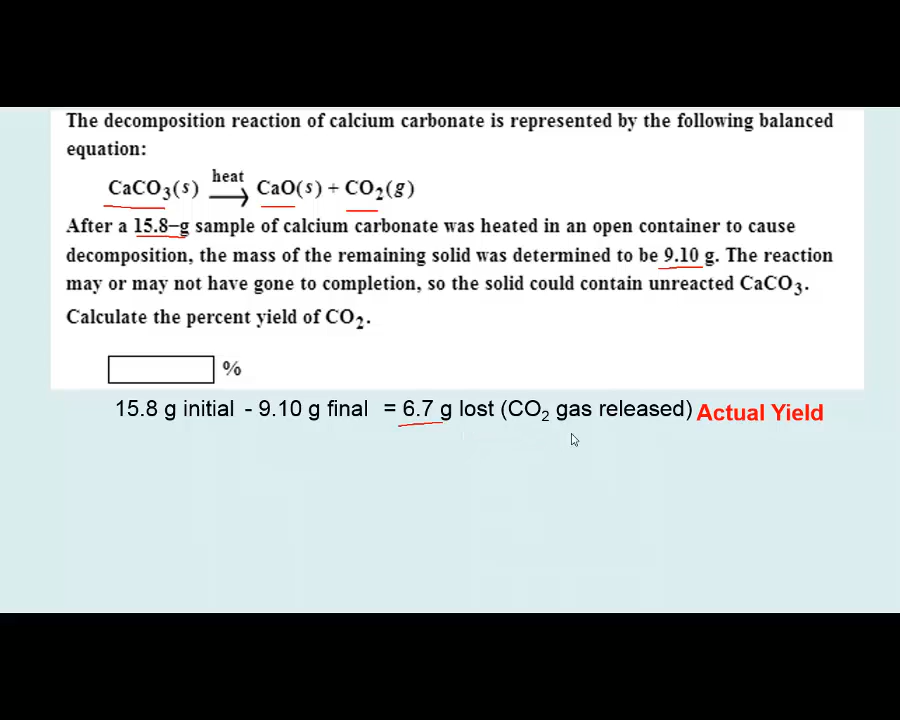 The decomposition reaction of calcium carbonate is represented by the following balanced
equation:
heat
CaCO₃(s) ⟶ CaO(s) + CO₂(g)
After a 15.8–g sample of calcium carbonate was heated in an open container to cause
decomposition, the mass of the remaining solid was determined to be 9.10 g. The reaction
may or may not have gone to completion, so the solid could contain unreacted CaCO₃.
Calculate the percent yield of CO₂.
%
15.8 g initial - 9.10 g final = 6.7 g lost (CO₂ gas released) Actual Yield